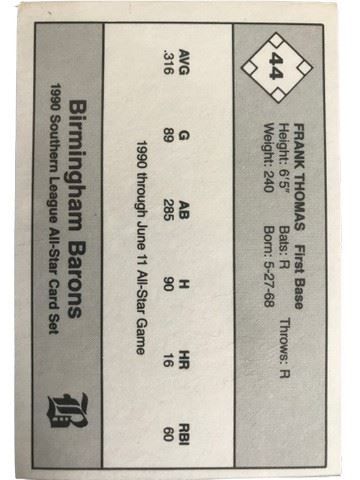 44
FRANK THOMAS First Base
Height: 6'5" Bats: R Throws: R
Weight: 240 Born: 5-27-68
AVG G AB H HR RBI
.316 89 285 90 16 60
1990 through June 11 All-Star Game
Birmingham Barons
1990 Southern League All-Star Card Set
B